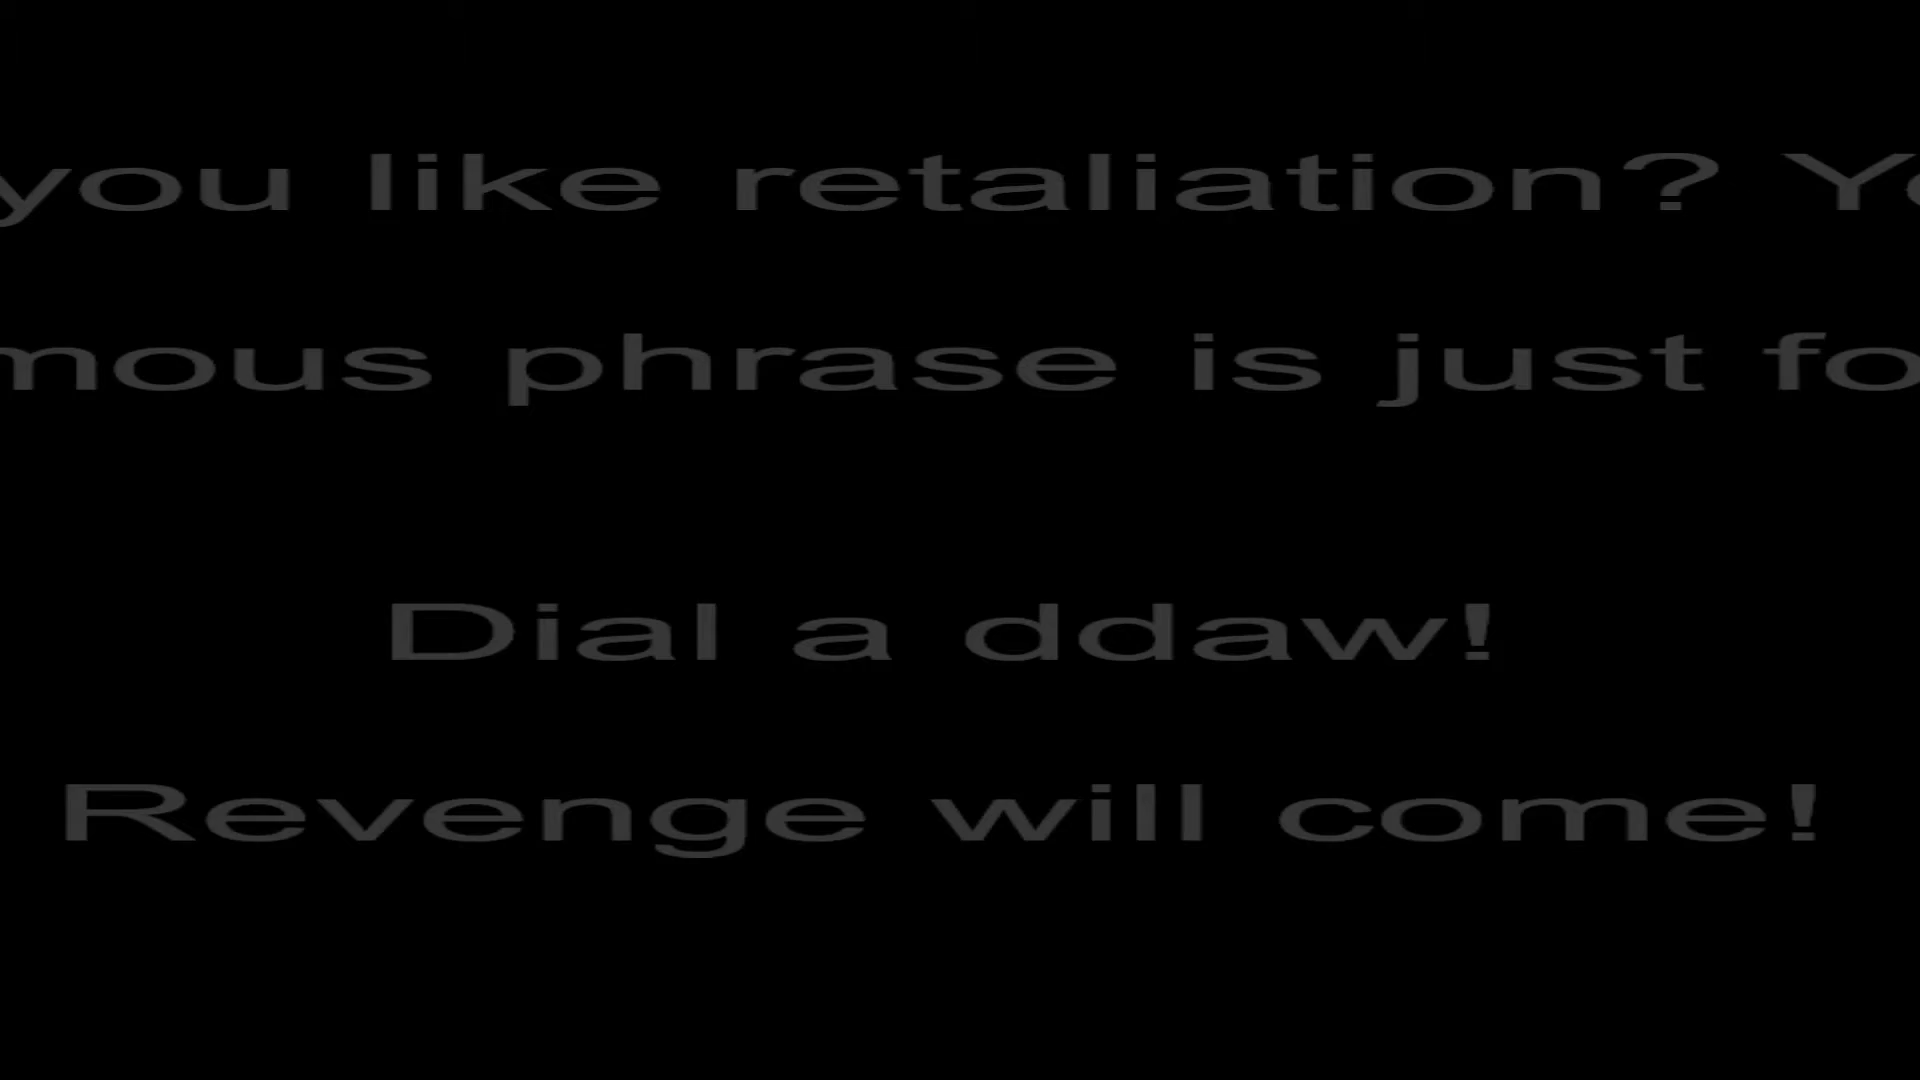 you like retaliation? Yo
mous phrase is just fo
Dial a ddaw!
Revenge will come!